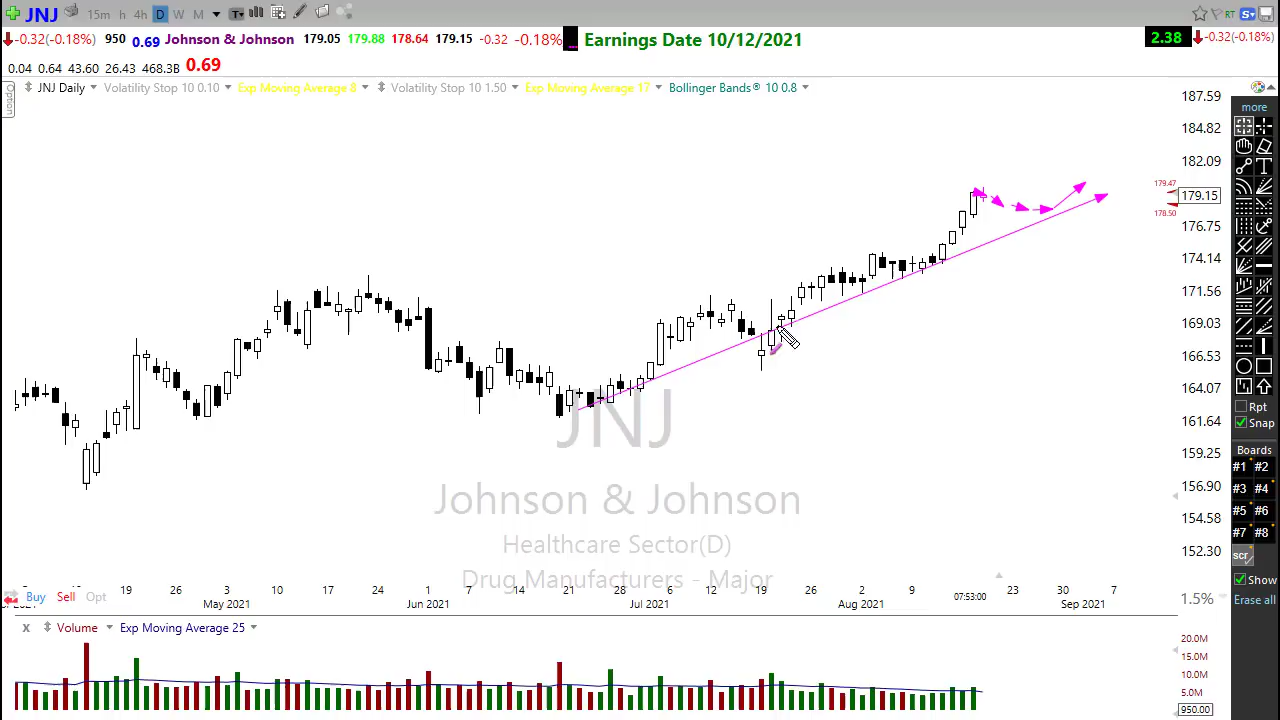 JNJ 15m h 4h D W M T RT S
-0.32(-0.18%) 950 0.69 Johnson & Johnson 179.05 179.88 178.64 179.15 -0.32 -0.18% Earnings Date 10/12/2021 2.38 -0.32(-0.18%)
0.04 0.64 43.60 26.43 468.3B 0.69
Option
JNJ Daily Volatility Stop 10 0.10 Exp Moving Average 8 Volatility Stop 10 1.50 Exp Moving Average 17 Bollinger Bands® 10 0.8
187.59
184.82
182.09
179.47
179.15
178.50
176.75
174.14
171.56
169.03
166.53
164.07
161.64
159.25
156.90
154.58
152.30
more
Rpt
Snap
Boards
#1 #2
#3 #4
#5 #6
#7 #8
scr
Show
Erase all
JNJ
Johnson & Johnson
Healthcare Sector(D)
Drug Manufacturers - Major
19 26 3 10 17 24 1 7 14 21 28 6 12 19 26 2 9 07:53:00 23 30 7
May 2021 Jun 2021 Jul 2021 Aug 2021 Sep 2021
Buy Sell Opt
1.5%
x Volume Exp Moving Average 25
20.0M
15.0M
10.0M
5.0M
950.00